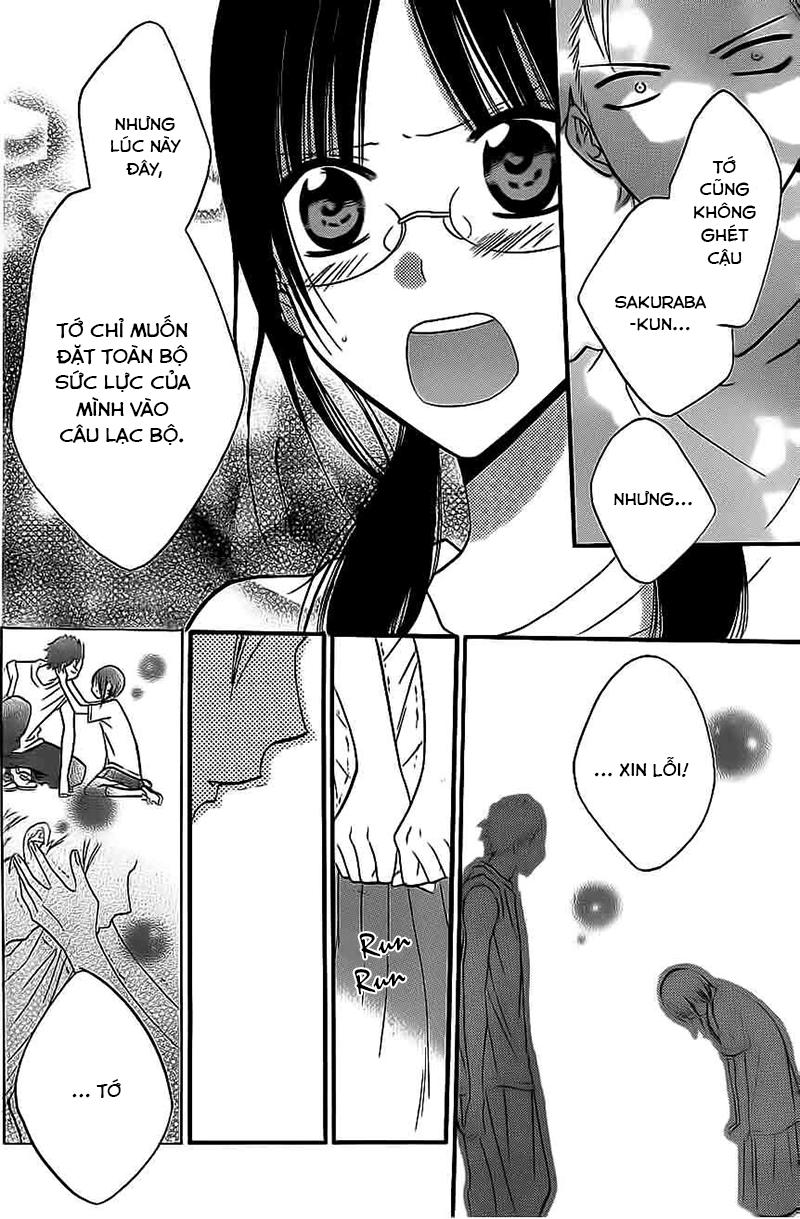 TỚ
CŨNG
KHÔNG
GHÉT
CẬU
SAKURABA
-KUN...
NHƯNG...
NHƯNG
LÚC NÀY
ĐÂY,
TỚ CHỈ MUỐN
ĐẶT TOÀN BỘ
SỨC LỰC CỦA
MÌNH VÀO
CÂU LẠC BỘ.
... XIN LỖI!
Run
Run
... TỚ